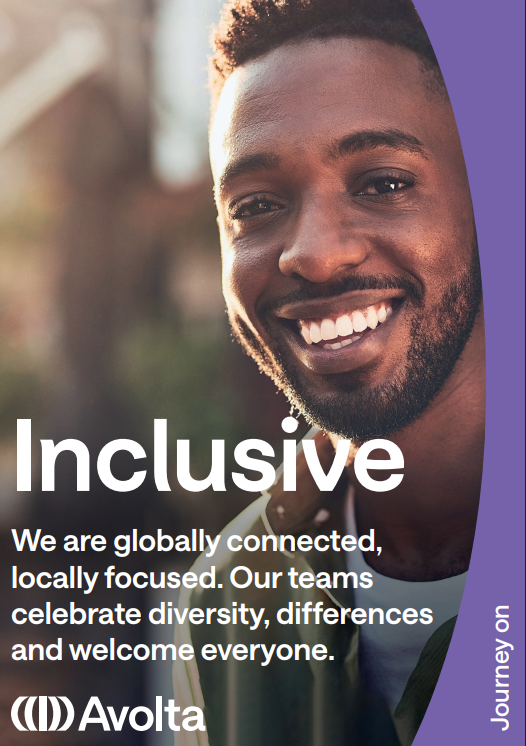 Inclusive
We are globally connected,
locally focused. Our teams
celebrate diversity, differences
and welcome everyone.
Avolta
Journey on